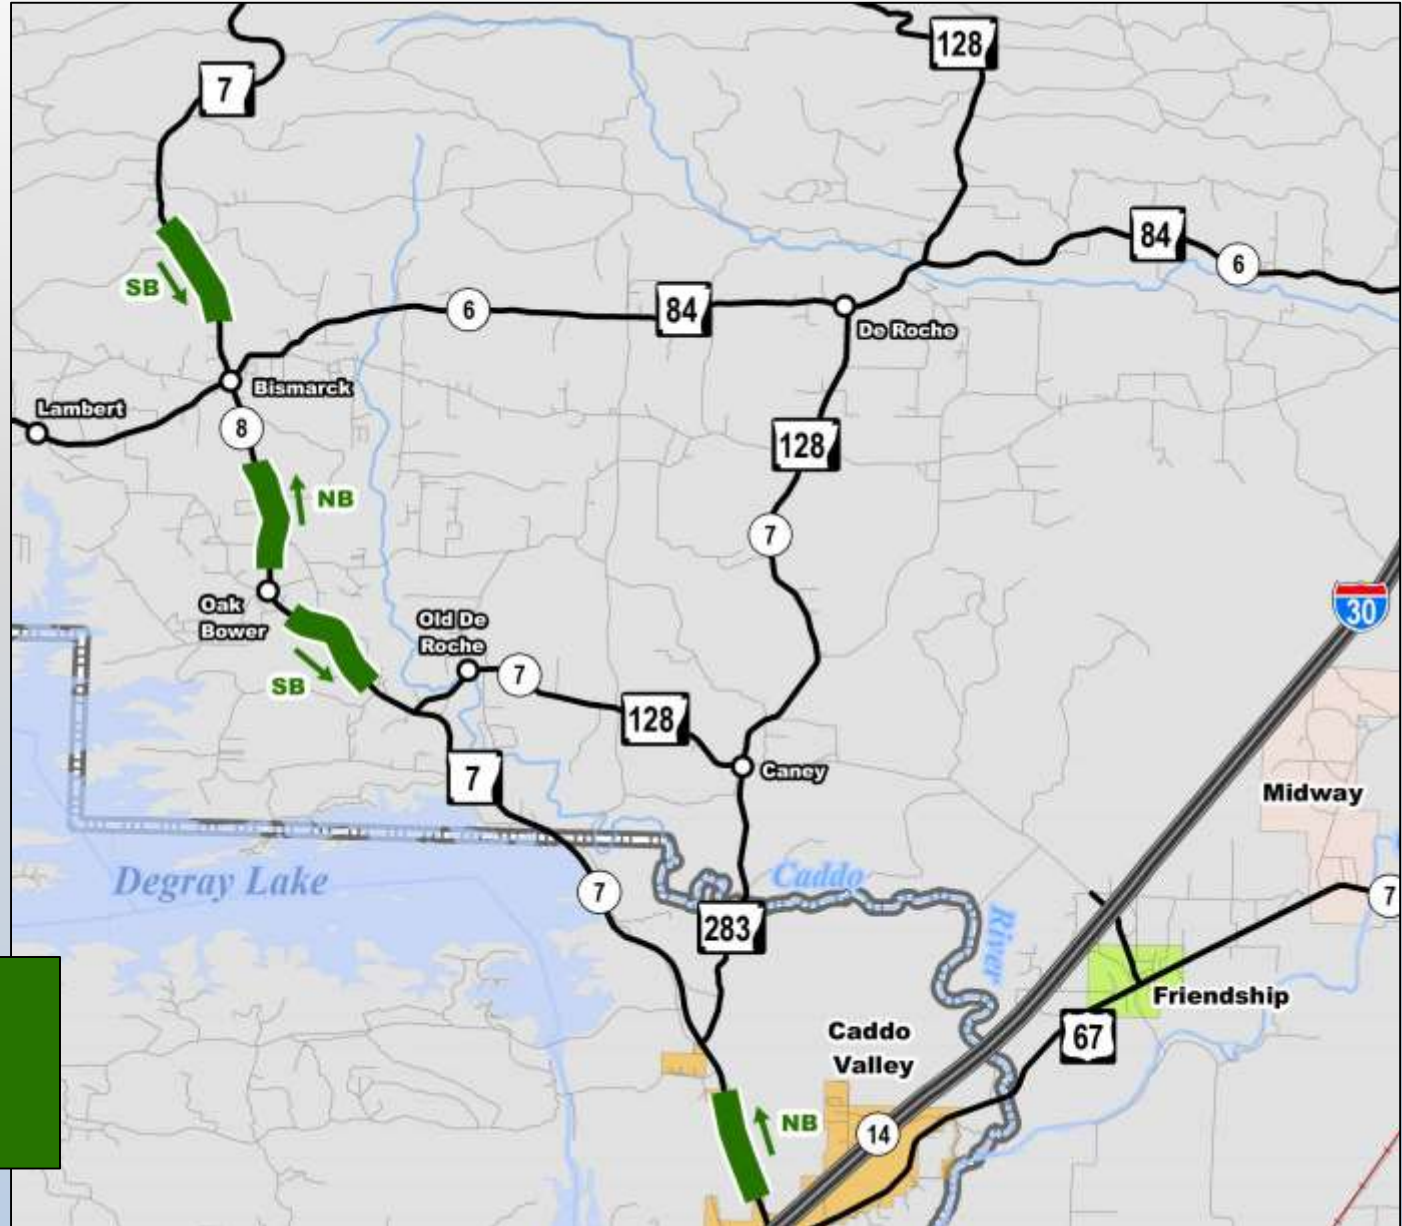 7
128
84
6
SB
6
84
De Roche
Bismarck
Lambert
8
128
NB
7
30
Oak
Bower
Old De
Roche
7
SB
128
Caney
7
Midway
Degray Lake
Caddo
7
7
283
River
Friendship
Caddo
Valley
67
NB
14